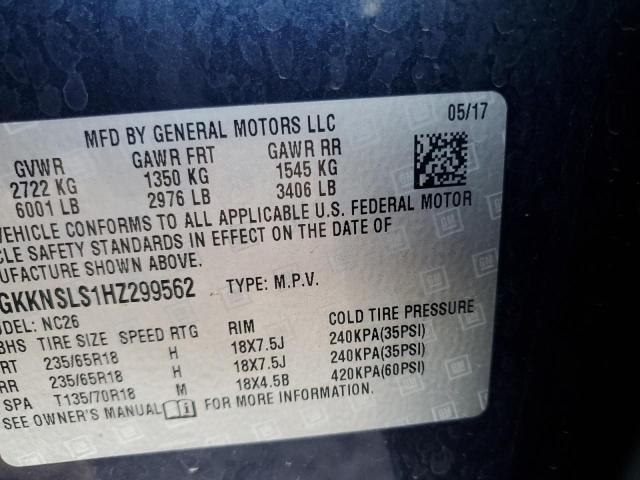 MFD BY GENERAL MOTORS LLC 05/17
GVWR GAWR FRT GAWR RR
2722 KG 1350 KG 1545 KG
6001 LB 2976 LB 3406 LB
VEHICLE CONFORMS TO ALL APPLICABLE U.S. FEDERAL MOTOR
CLE SAFETY STANDARDS IN EFFECT ON THE DATE OF
NUFACTURE SHOWN ABOVE.
GKKNSLS1HZ299562 TYPE: M.P.V.
ODEL: NC26
BHS TIRE SIZE SPEED RTG RIM COLD TIRE PRESSURE
RT 235/65R18 H 18X7.5J 240KPA(35PSI)
RR 235/65R18 H 18X7.5J 240KPA(35PSI)
SPA T135/70R18 M 18X4.5B 420KPA(60PSI)
SEE OWNER'S MANUAL FOR MORE INFORMATION.